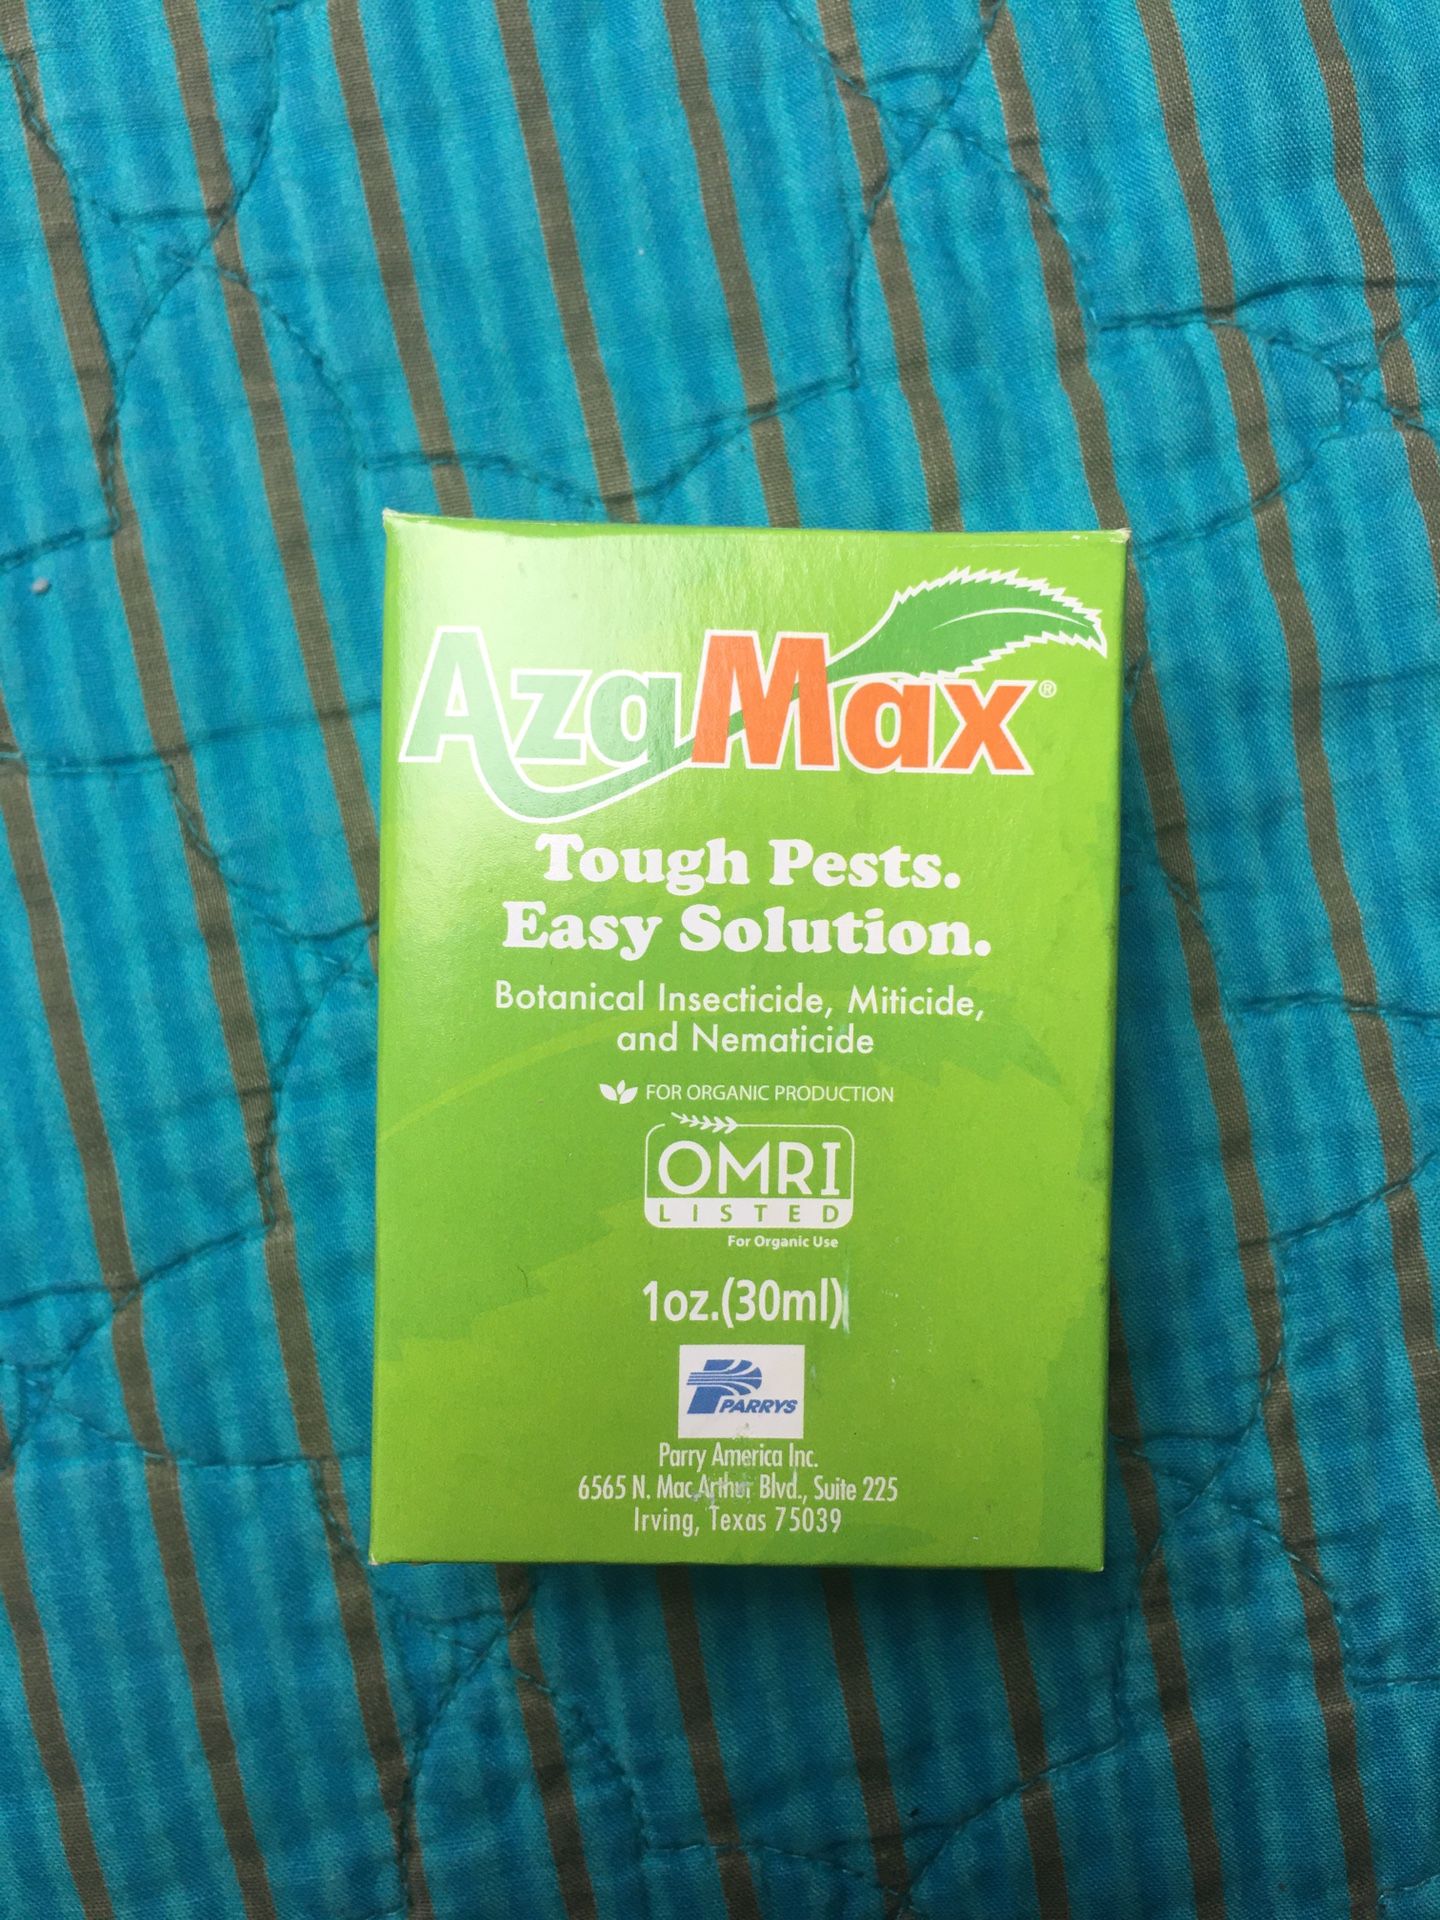 AzaMax®
Tough Pests.
Easy Solution.
Botanical Insecticide, Miticide,
and Nematicide
FOR ORGANIC PRODUCTION
OMRI
LISTED
For Organic Use
1oz.(30ml)
PARRYS
Parry America Inc.
6565 N. MacArthur Blvd., Suite 225
Irving, Texas 75039